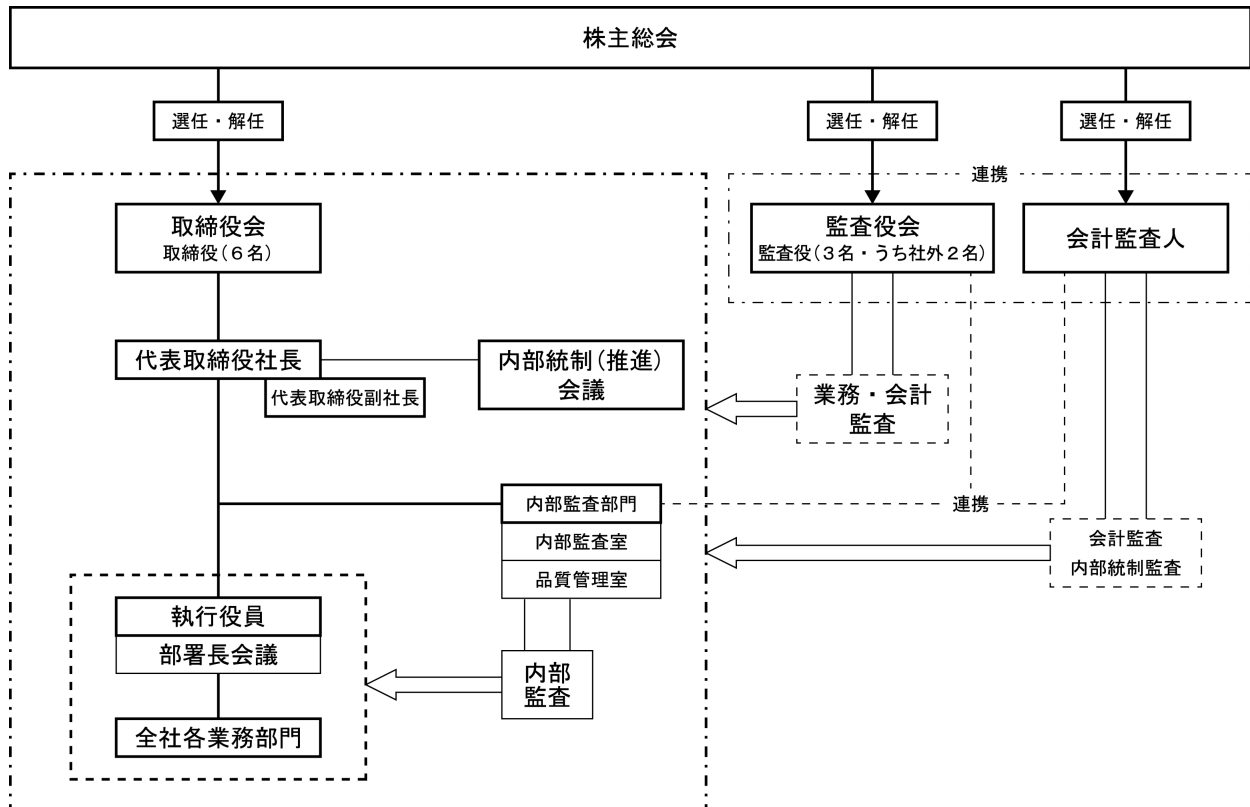 株主総会
選任・解任
選任・解任
選任・解任
連携
取締役会
取締役（６名）
監査役会
監査役（３名・うち社外２名）
会計監査人
代表取締役社長
代表取締役副社長
内部統制（推進）
会議
業務・会計
監査
内部監査部門
内部監査室
品質管理室
連携
会計監査
内部統制監査
執行役員
部署長会議
内部
監査
全社各業務部門